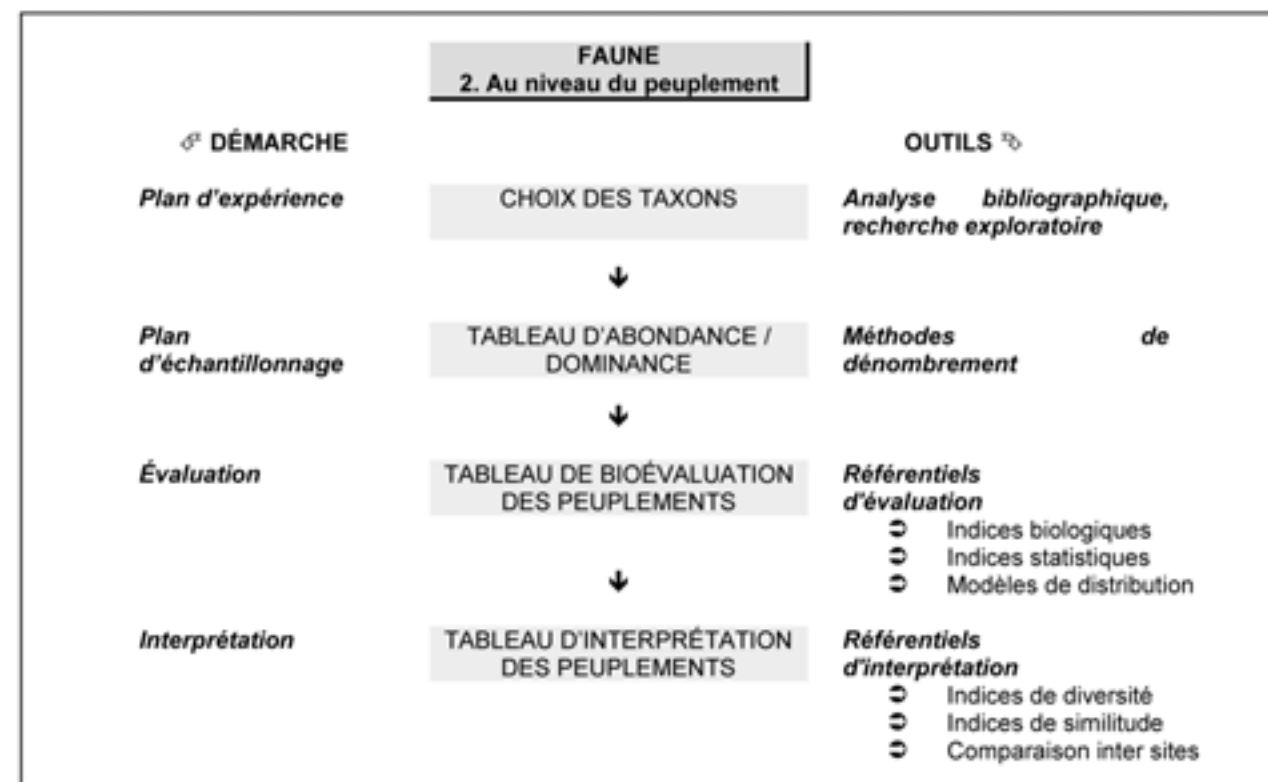 FAUNE
2. Au niveau du peuplement
DÉMARCHE
OUTILS
Plan d'expérience
CHOIX DES TAXONS
Analyse bibliographique,
recherche exploratoire
Plan
d'échantillonnage
TABLEAU D'ABONDANCE /
DOMINANCE
Méthodes de
dénombrement
Évaluation
TABLEAU DE BIOÉVALUATION
DES PEUPLEMENTS
Référentiels
d'évaluation
Indices biologiques
Indices statistiques
Modèles de distribution
Interprétation
TABLEAU D'INTERPRÉTATION
DES PEUPLEMENTS
Référentiels
d'interprétation
Indices de diversité
Indices de similitude
Comparaison inter sites